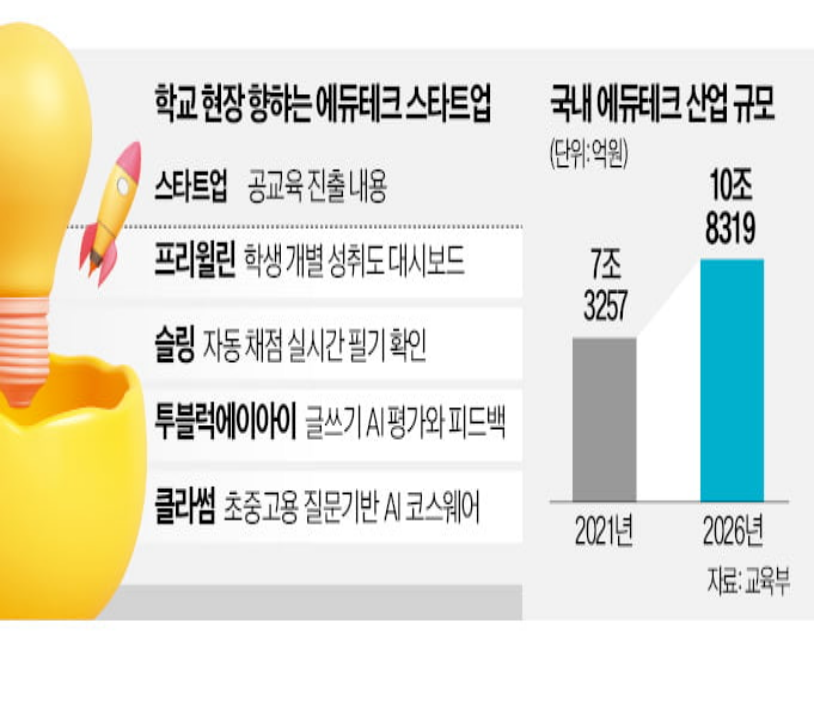 학교 현장 향하는 에듀테크 스타트업
스타트업 공교육 진출 내용
프리윌린 학생 개별 성취도 대시보드
슬링 자동 채점 실시간 필기 확인
투블럭에이아이 글쓰기 AI 평가와 피드백
클라썸 초중고용 질문기반 AI 코스웨어
국내 에듀테크 산업 규모
(단위:억원)
7조
3257
10조
8319
2021년
2026년
자료:교육부